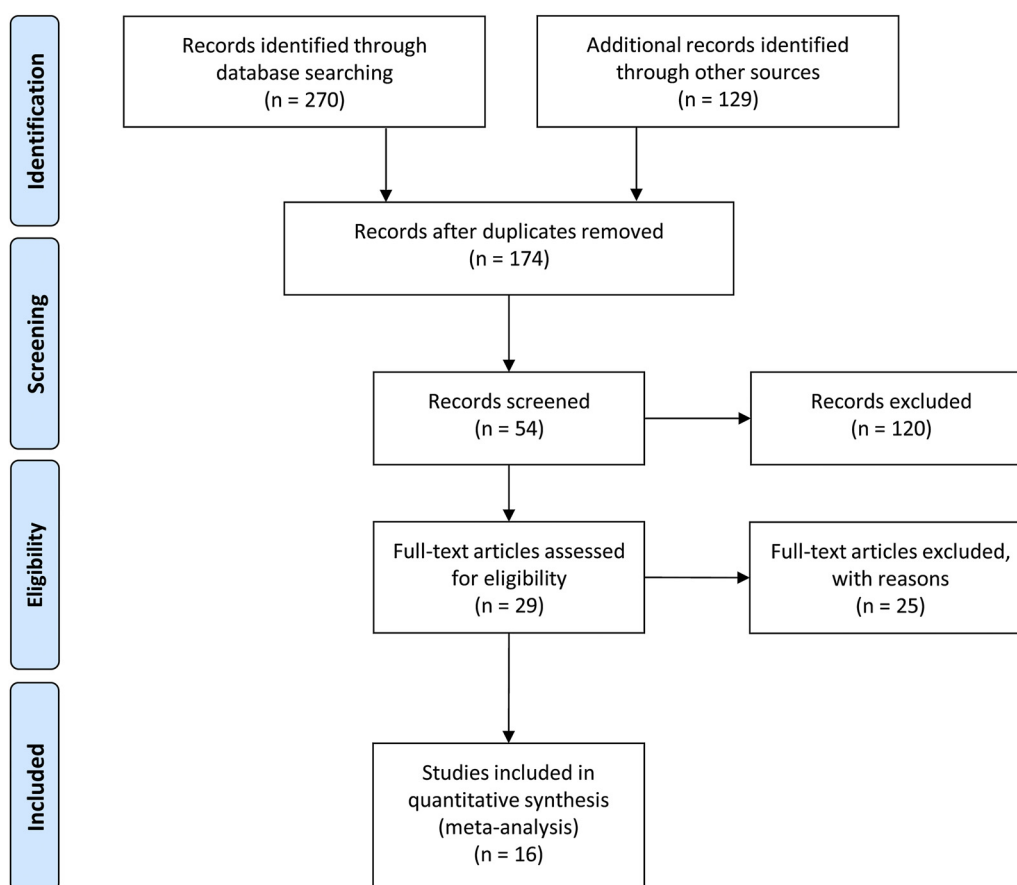 Identification
Records identified through
database searching
(n = 270)
Additional records identified
through other sources
(n = 129)
Records after duplicates removed
(n = 174)
Screening
Records screened
(n = 54)
Records excluded
(n = 120)
Eligibility
Full-text articles assessed
for eligibility
(n = 29)
Full-text articles excluded,
with reasons
(n = 25)
Included
Studies included in
quantitative synthesis
(meta-analysis)
(n = 16)